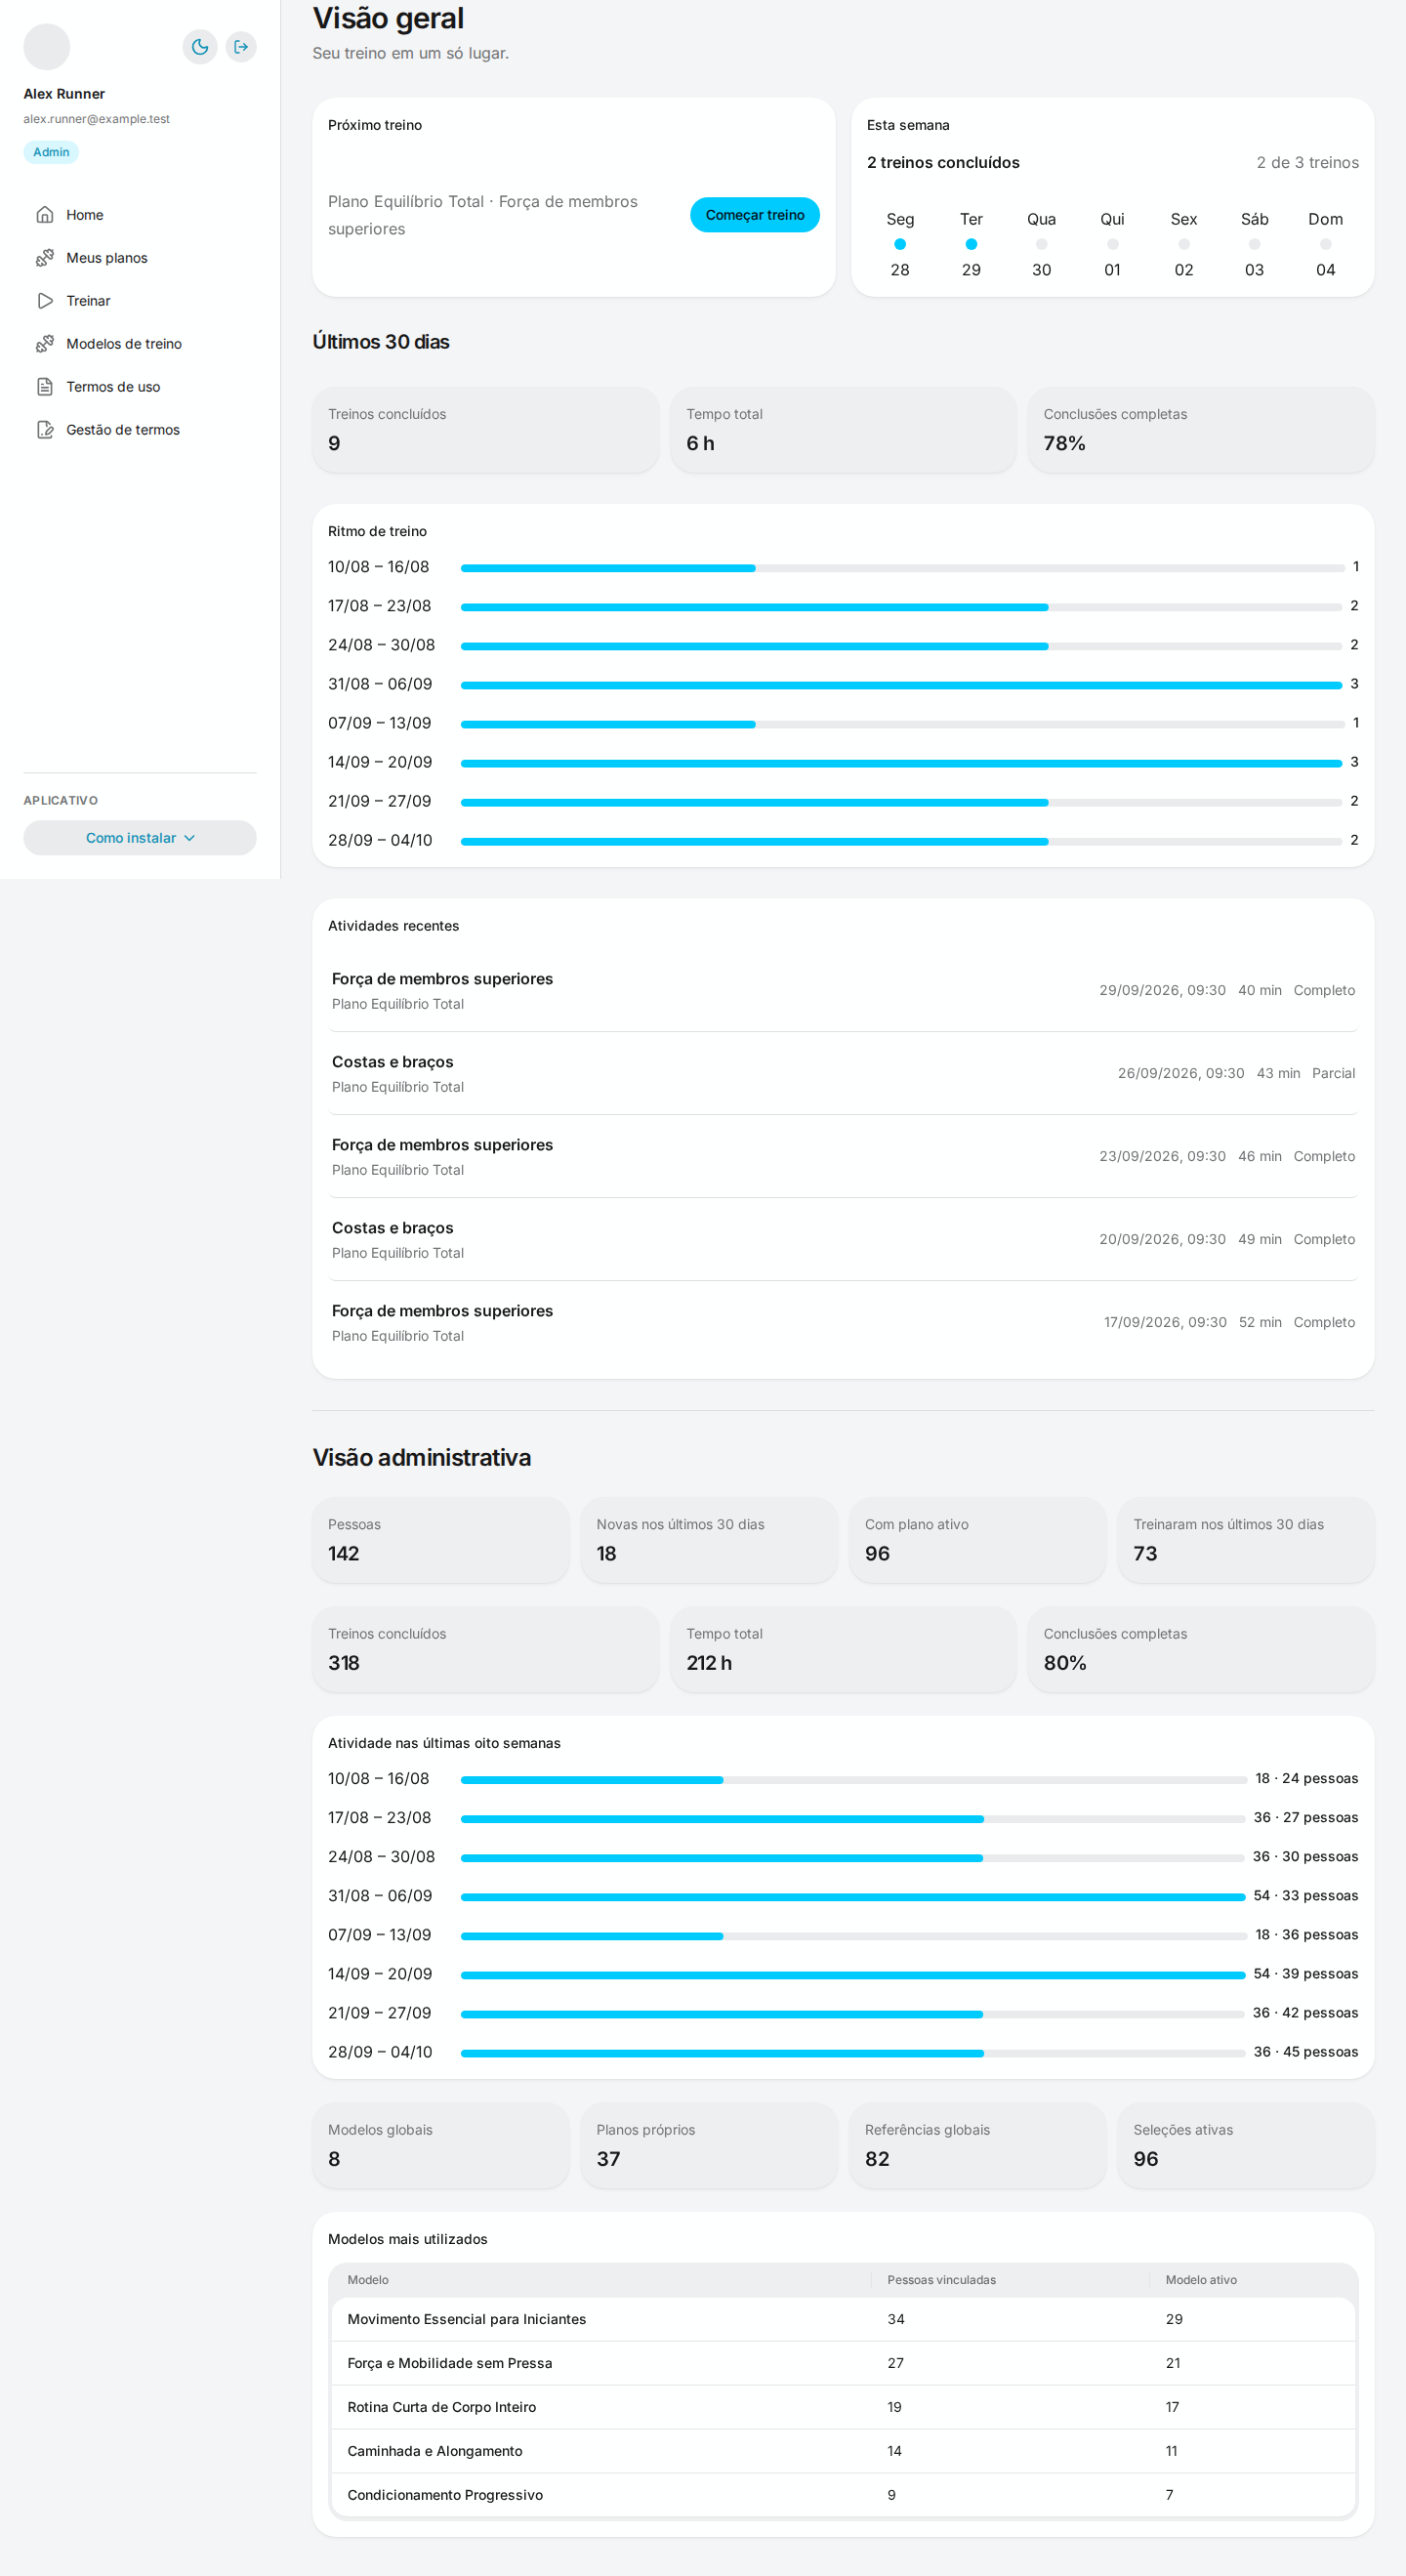 Alex Runner
alex.runner@example.test
Admin
Home
Meus planos
Treinar
Modelos de treino
Termos de uso
Gestão de termos
APLICATIVO
Como instalar
Visão geral
Seu treino em um só lugar.
Próximo treino
Plano Equilíbrio Total · Força de membros
superiores
Começar treino
Esta semana
2 treinos concluídos 2 de 3 treinos
Seg Ter Qua Qui Sex Sáb Dom
28 29 30 01 02 03 04
Últimos 30 dias
Treinos concluídos
9
Tempo total
6 h
Conclusões completas
78%
Ritmo de treino
10/08 – 16/08 1
17/08 – 23/08 2
24/08 – 30/08 2
31/08 – 06/09 3
07/09 – 13/09 1
14/09 – 20/09 3
21/09 – 27/09 2
28/09 – 04/10 2
Atividades recentes
Força de membros superiores
Plano Equilíbrio Total
29/09/2026, 09:30 40 min Completo
Costas e braços
Plano Equilíbrio Total
26/09/2026, 09:30 43 min Parcial
Força de membros superiores
Plano Equilíbrio Total
23/09/2026, 09:30 46 min Completo
Costas e braços
Plano Equilíbrio Total
20/09/2026, 09:30 49 min Completo
Força de membros superiores
Plano Equilíbrio Total
17/09/2026, 09:30 52 min Completo
Visão administrativa
Pessoas
142
Novas nos últimos 30 dias
18
Com plano ativo
96
Treinaram nos últimos 30 dias
73
Treinos concluídos
318
Tempo total
212 h
Conclusões completas
80%
Atividade nas últimas oito semanas
10/08 – 16/08 18 · 24 pessoas
17/08 – 23/08 36 · 27 pessoas
24/08 – 30/08 36 · 30 pessoas
31/08 – 06/09 54 · 33 pessoas
07/09 – 13/09 18 · 36 pessoas
14/09 – 20/09 54 · 39 pessoas
21/09 – 27/09 36 · 42 pessoas
28/09 – 04/10 36 · 45 pessoas
Modelos globais
8
Planos próprios
37
Referências globais
82
Seleções ativas
96
Modelos mais utilizados
Modelo Pessoas vinculadas Modelo ativo
Movimento Essencial para Iniciantes 34 29
Força e Mobilidade sem Pressa 27 21
Rotina Curta de Corpo Inteiro 19 17
Caminhada e Alongamento 14 11
Condicionamento Progressivo 9 7